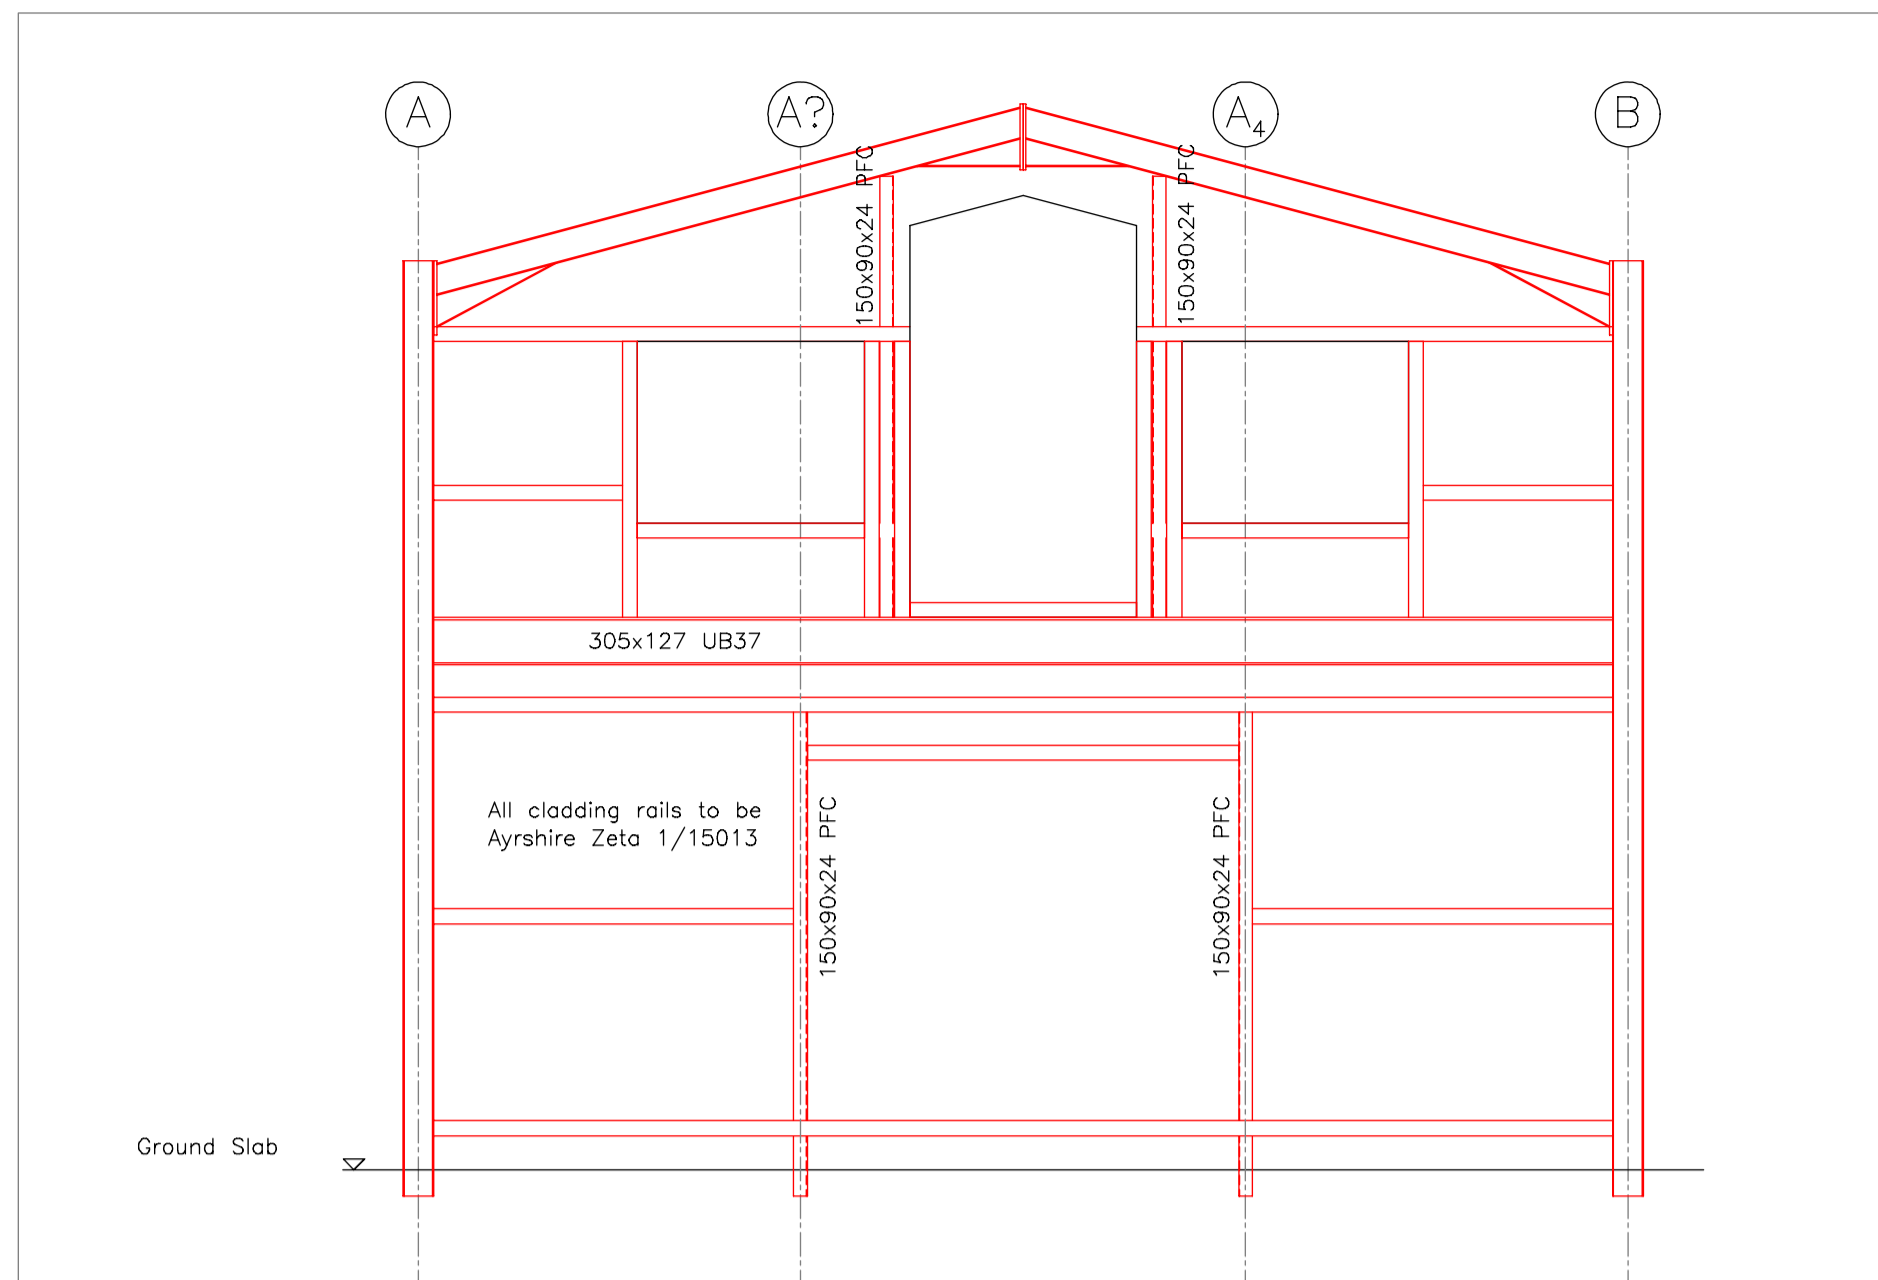 A
A?
A4
B
150x90x24 PFC
150x90x24 PFC
305x127 UB37
All cladding rails to be
Ayrshire Zeta 1/15013
150x90x24 PFC
150x90x24 PFC
Ground Slab